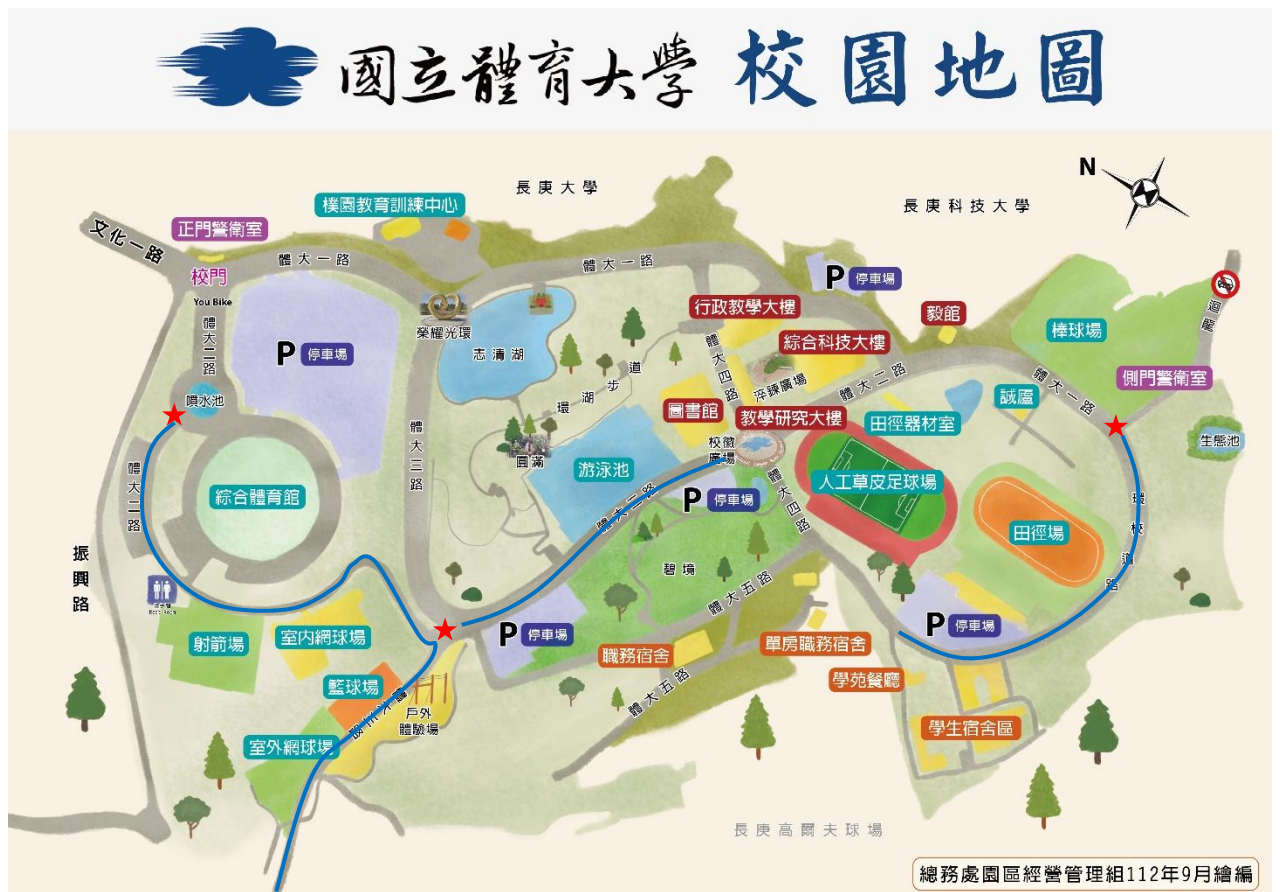 國立體育大學 校園地圖
N
長庚大學
長庚科技大學
樸園教育訓練中心
正門警衛室
文化一路
校門
You Bike
體大一路
體大一路
P 停車場
迴龍
榮耀光環
志清湖
行政教學大樓
毅館
棒球場
綜合科技大樓
體大二路
P 停車場
環湖步道
體大四路
淬鍊廣場
體大二路
體大一路
側門警衛室
噴水池
圖書館
教學研究大樓
田徑器材室
誠廬
體大三路
圓滿
校徽廣場
生態池
體大二路
綜合體育館
游泳池
體大二路
P 停車場
體大四路
人工草皮足球場
環校道路
田徑場
振興路
碧境
體大五路
射箭場
室內網球場
P 停車場
職務宿舍
單房職務宿舍
P 停車場
籃球場
戶外體驗場
體大五路
學苑餐廳
學生宿舍區
室外網球場
長庚高爾夫球場
總務處園區經營管理組112年9月繪編